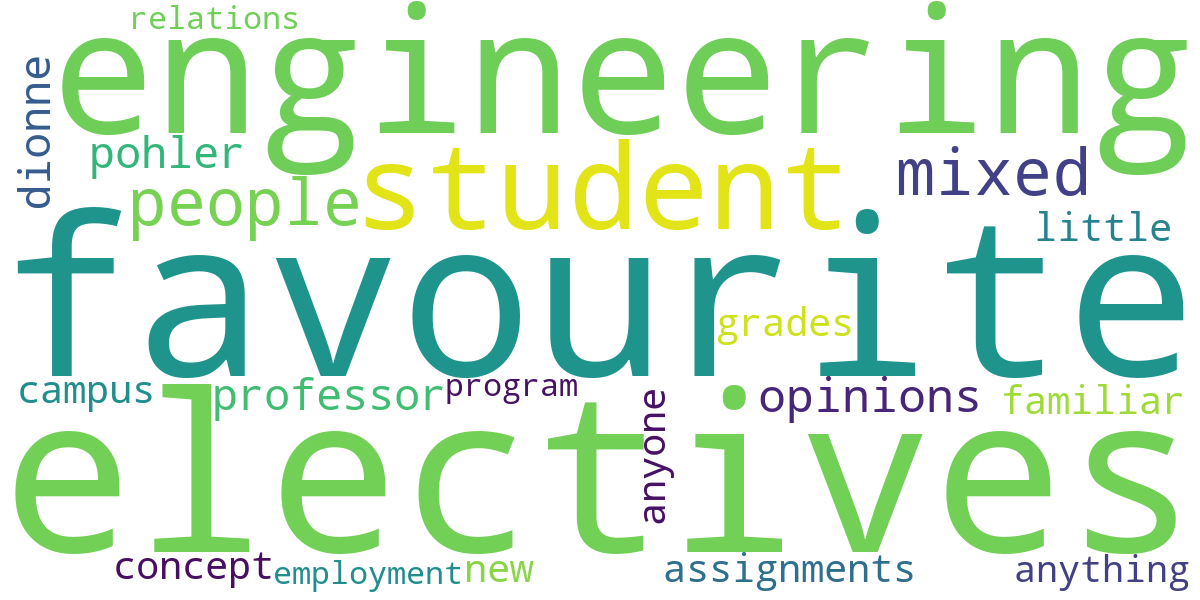 relations
engineering
dionne
pohler
student
mixed
people
favourite
little
grades
campus
professor
program
opinions
familiar
electives
anyone
concept
employment
new
assignments
anything